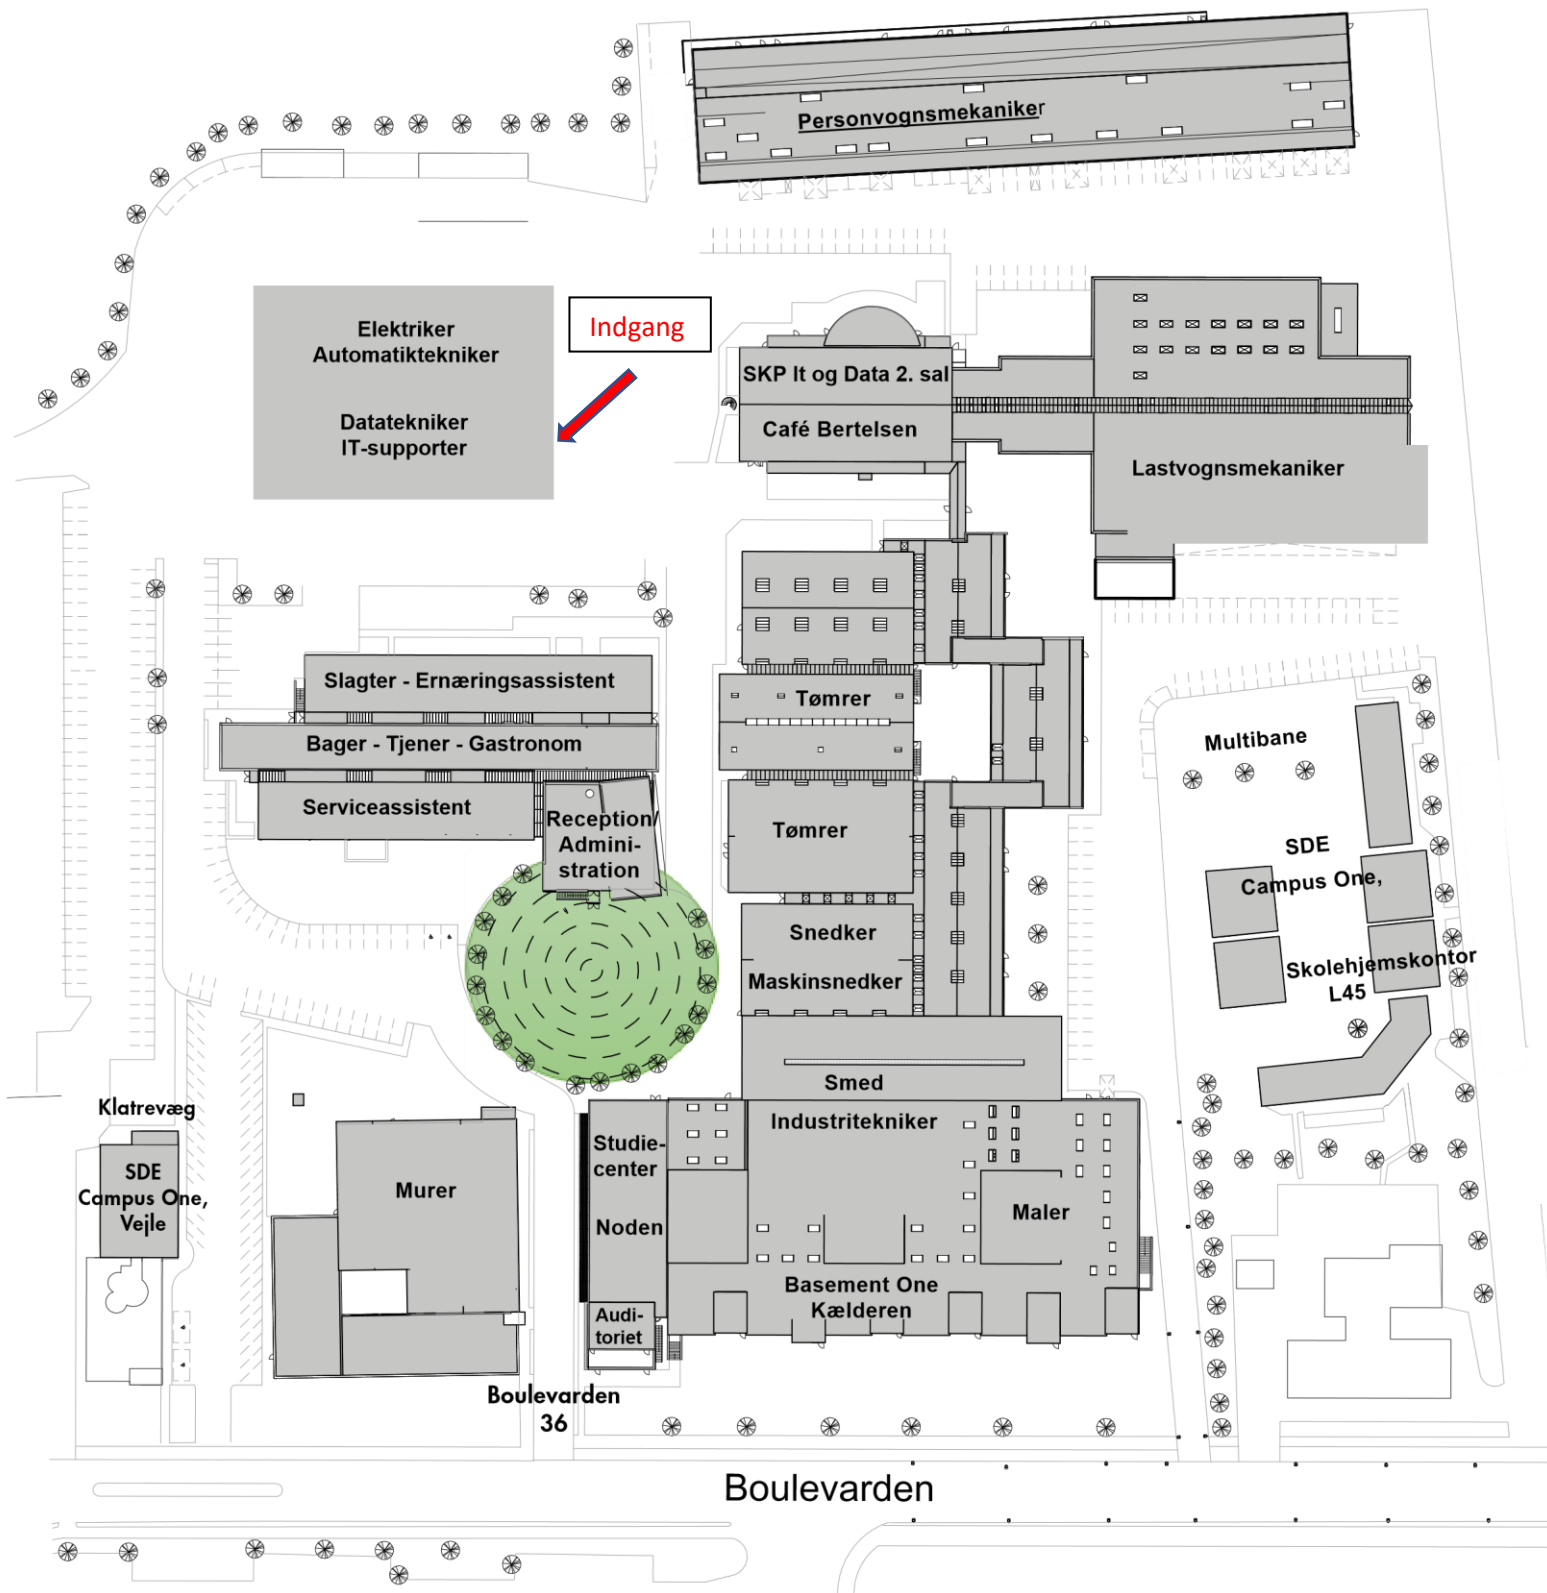 Personvognsmekaniker
Indgang
Elektriker
Automatiktekniker
Datatekniker
IT-supporter
SKP It og Data 2. sal
Café Bertelsen
Lastvognsmekaniker
Slagter - Ernæringsassistent
Bager - Tjener - Gastronom
Serviceassistent
Reception/
Admini-
stration
Tømrer
Tømrer
Snedker
Maskinsnedker
Smed
Industritekniker
Multibane
SDE
Campus One,
Skolehjemskontor
L45
Klatrevæg
SDE
Campus One,
Vejle
Murer
Studie-
center
Noden
Maler
Basement One
Kælderen
Audi-
toriet
Boulevarden
36
Boulevarden